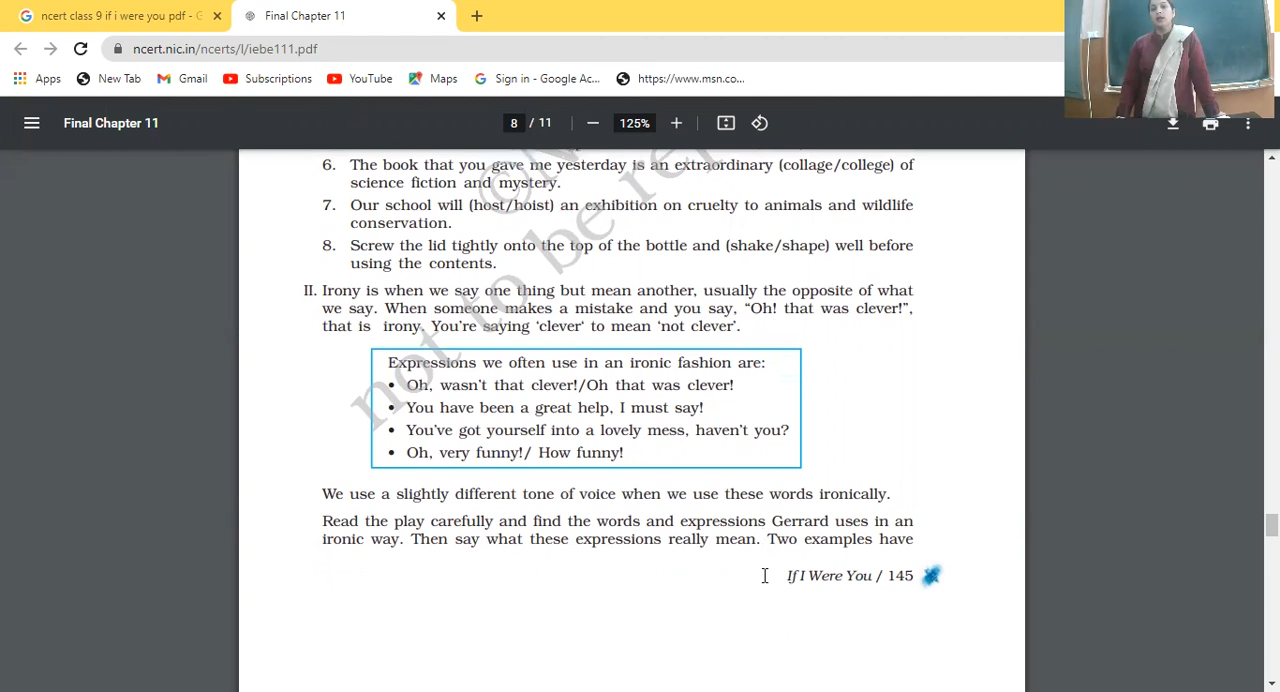 ncert class 9 if i were you pdf - G
Final Chapter 11
ncert.nic.in/ncerts/l/iebe111.pdf
Apps New Tab Gmail Subscriptions YouTube Maps Sign in - Google Ac... https://www.msn.co...
Final Chapter 11
8 / 11
125%
6. The book that you gave me yesterday is an extraordinary (collage/college) of
science fiction and mystery.
7. Our school will (host/hoist) an exhibition on cruelty to animals and wildlife
conservation.
8. Screw the lid tightly onto the top of the bottle and (shake/shape) well before
using the contents.
II. Irony is when we say one thing but mean another, usually the opposite of what
we say. When someone makes a mistake and you say, “Oh! that was clever!”,
that is irony. You're saying ‘clever‘ to mean ‘not clever’.
Expressions we often use in an ironic fashion are:
• Oh, wasn't that clever!/Oh that was clever!
• You have been a great help, I must say!
• You've got yourself into a lovely mess, haven't you?
• Oh, very funny!/ How funny!
We use a slightly different tone of voice when we use these words ironically.
Read the play carefully and find the words and expressions Gerrard uses in an
ironic way. Then say what these expressions really mean. Two examples have
If I Were You / 145
not to be